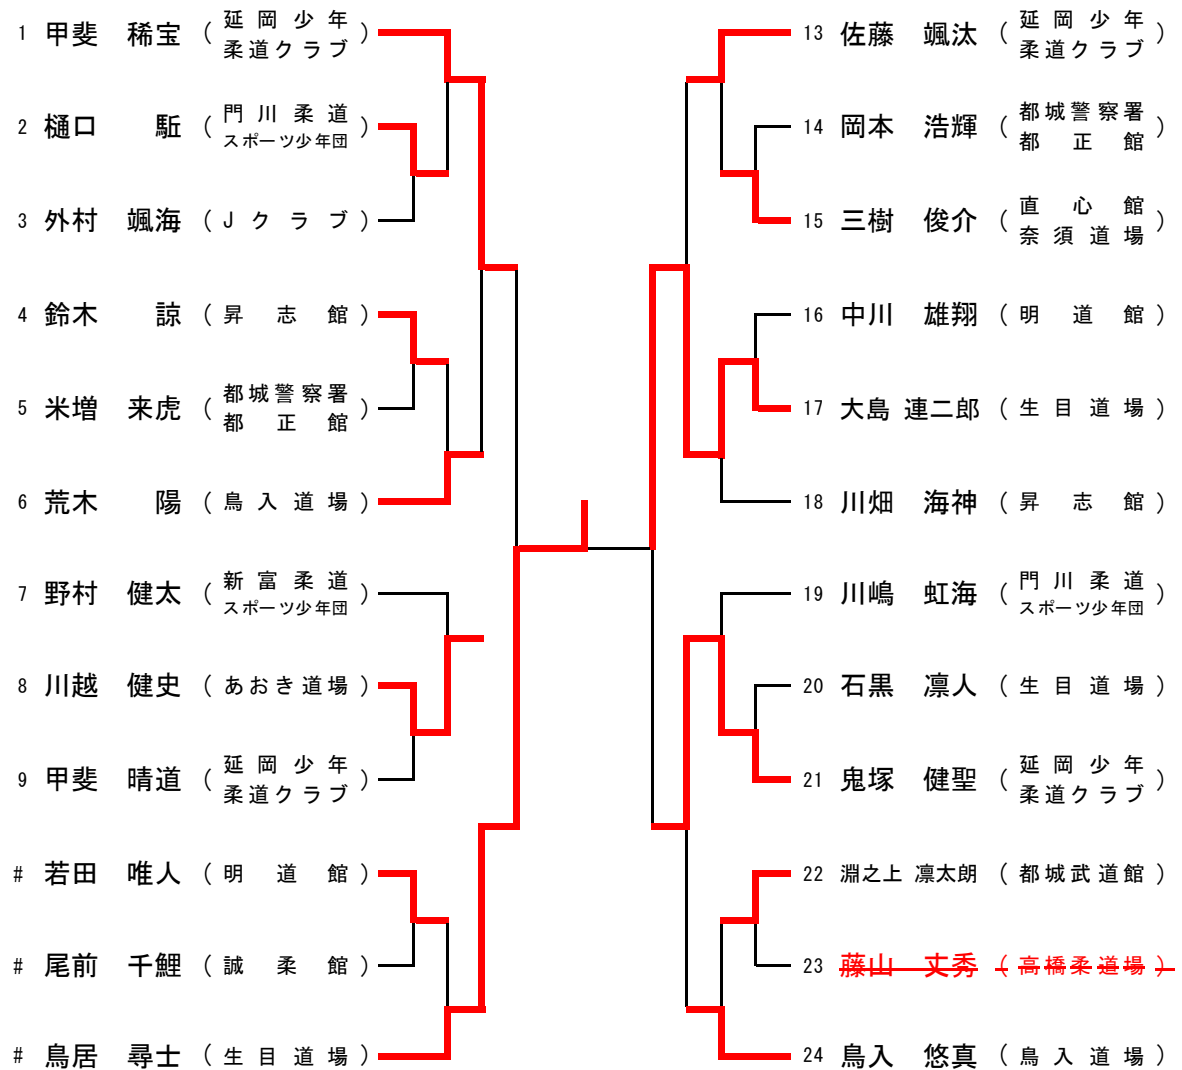 1 甲斐 稀宝 (延岡少年柔道クラブ)
2 樋口 駈 (門川柔道スポーツ少年団)
3 外村 颯海 (Jクラブ)
4 鈴木 諒 (昇志館)
5 米増 来虎 (都城警察署都正館)
6 荒木 陽 (鳥入道場)
7 野村 健太 (新富柔道スポーツ少年団)
8 川越 健史 (あおき道場)
9 甲斐 晴道 (延岡少年柔道クラブ)
# 若田 唯人 (明道館)
# 尾前 千鯉 (誠柔館)
#鳥居 尋士 (生目道場)
13 佐藤 颯汰 (延岡少年柔道クラブ)
14 岡本 浩輝 (都城警察署都正館)
15 三樹 俊介 (直心館奈須道場)
16 中川 雄翔 (明道館)
17 大島 連二郎 (生目道場)
18 川畑 海神 (昇志館)
19 川嶋 虹海 (門川柔道スポーツ少年団)
20 石黒 凛人 (生目道場)
21 鬼塚 健聖 (延岡少年柔道クラブ)
22 淵之上 凛太朗 (都城武道館)
23 藤山 丈秀 (高橋柔道場)
24 鳥入 悠真 (鳥入道場)